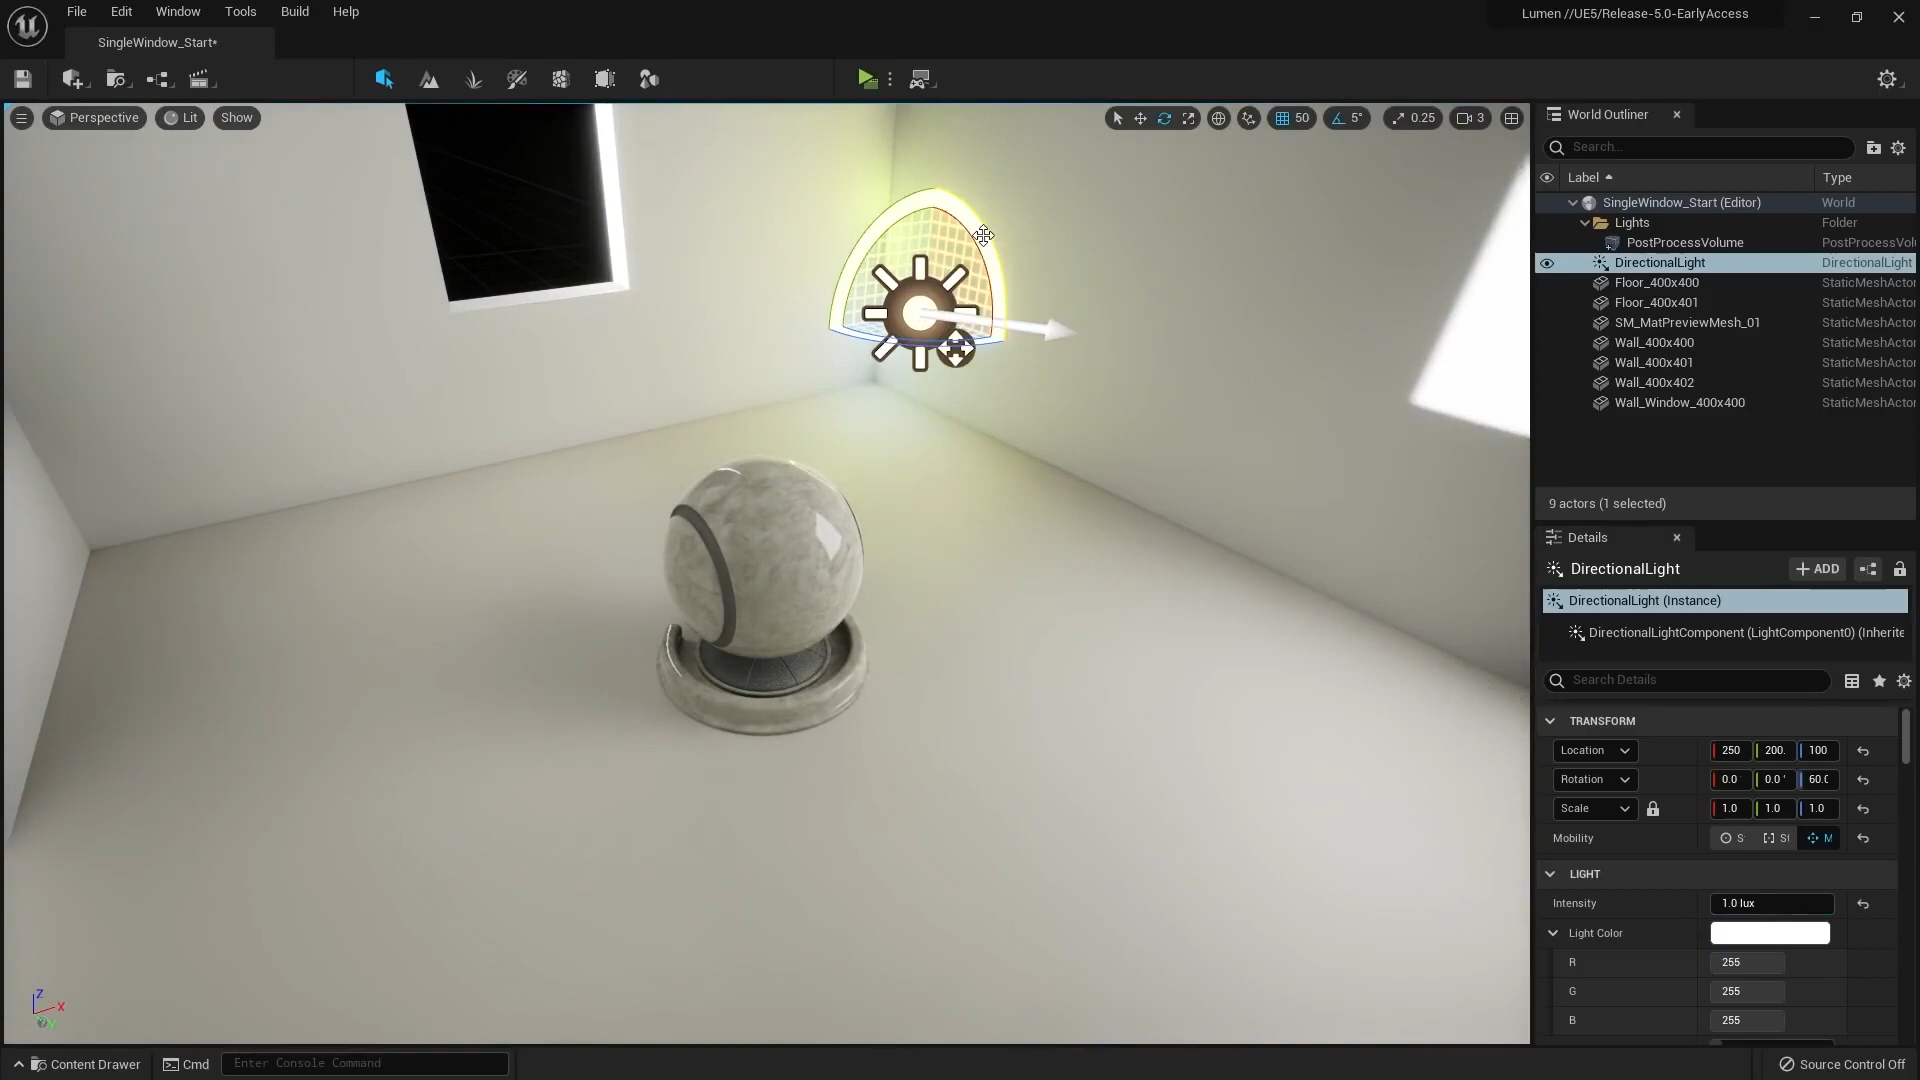 File Edit Window Tools Build Help
Lumen //UE5/Release-5.0-EarlyAccess
SingleWindow_Start*
Perspective Lit Show
50 5° 0.25 3
World Outliner
Search...
Label Type
SingleWindow_Start (Editor) World
Lights Folder
PostProcessVolume PostProcessVol
DirectionalLight DirectionalLight
Floor_400x400 StaticMeshActor
Floor_400x401 StaticMeshActor
SM_MatPreviewMesh_01 StaticMeshActor
Wall_400x400 StaticMeshActor
Wall_400x401 StaticMeshActor
Wall_400x402 StaticMeshActor
Wall_Window_400x400 StaticMeshActor
9 actors (1 selected)
Details
DirectionalLight + ADD
DirectionalLight (Instance)
DirectionalLightComponent (LightComponent0) (Inherite
Search Details
TRANSFORM
Location 250 200. 100
Rotation 0.0 0.0 ° 60.0
Scale 1.0 1.0 1.0
Mobility S St M
LIGHT
Intensity 1.0 lux
Light Color
R 255
G 255
B 255
Z
X
Y
Content Drawer Cmd Enter Console Command Source Control Off